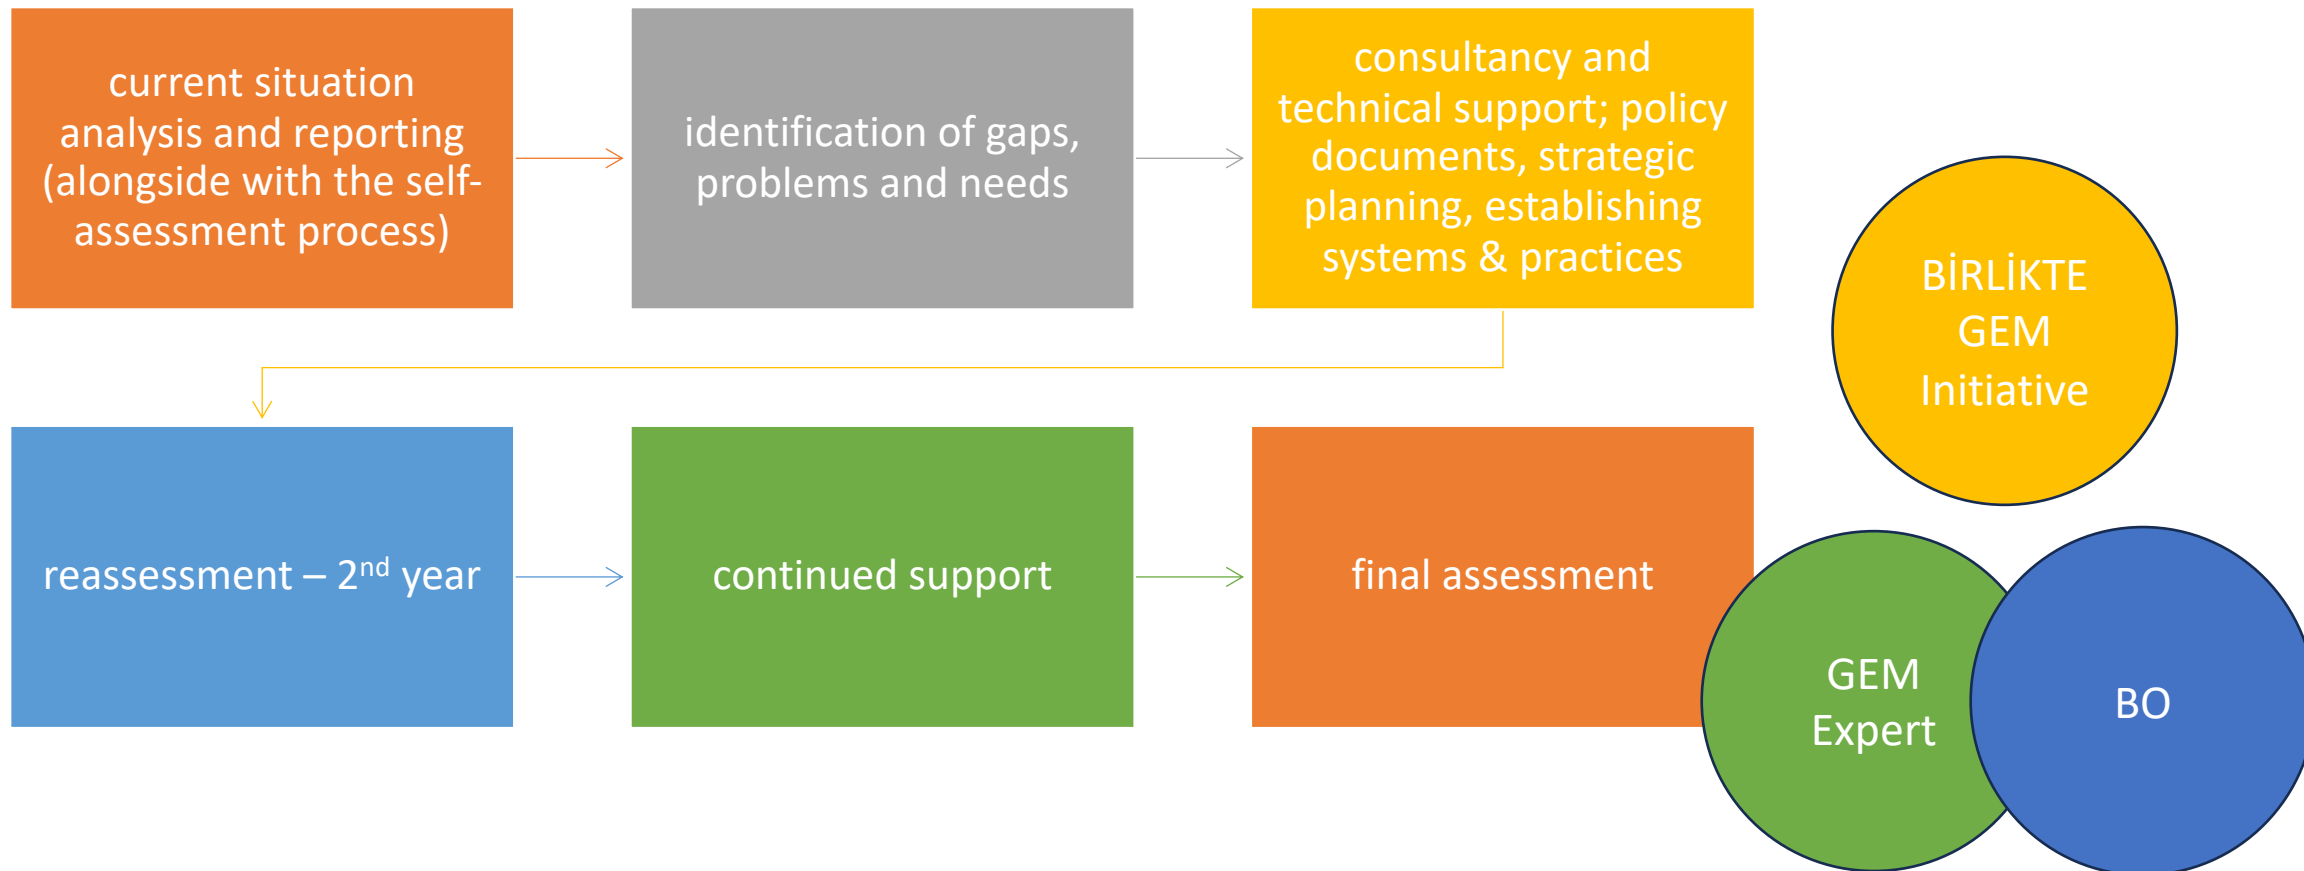 current situation
analysis and reporting
(alongside with the self-
assessment process)
identification of gaps,
problems and needs
consultancy and
technical support; policy
documents, strategic
planning, establishing
systems & practices
BİRLİKTE
GEM
Initiative
reassessment – 2nd year
continued support
final assessment
GEM
Expert
BO